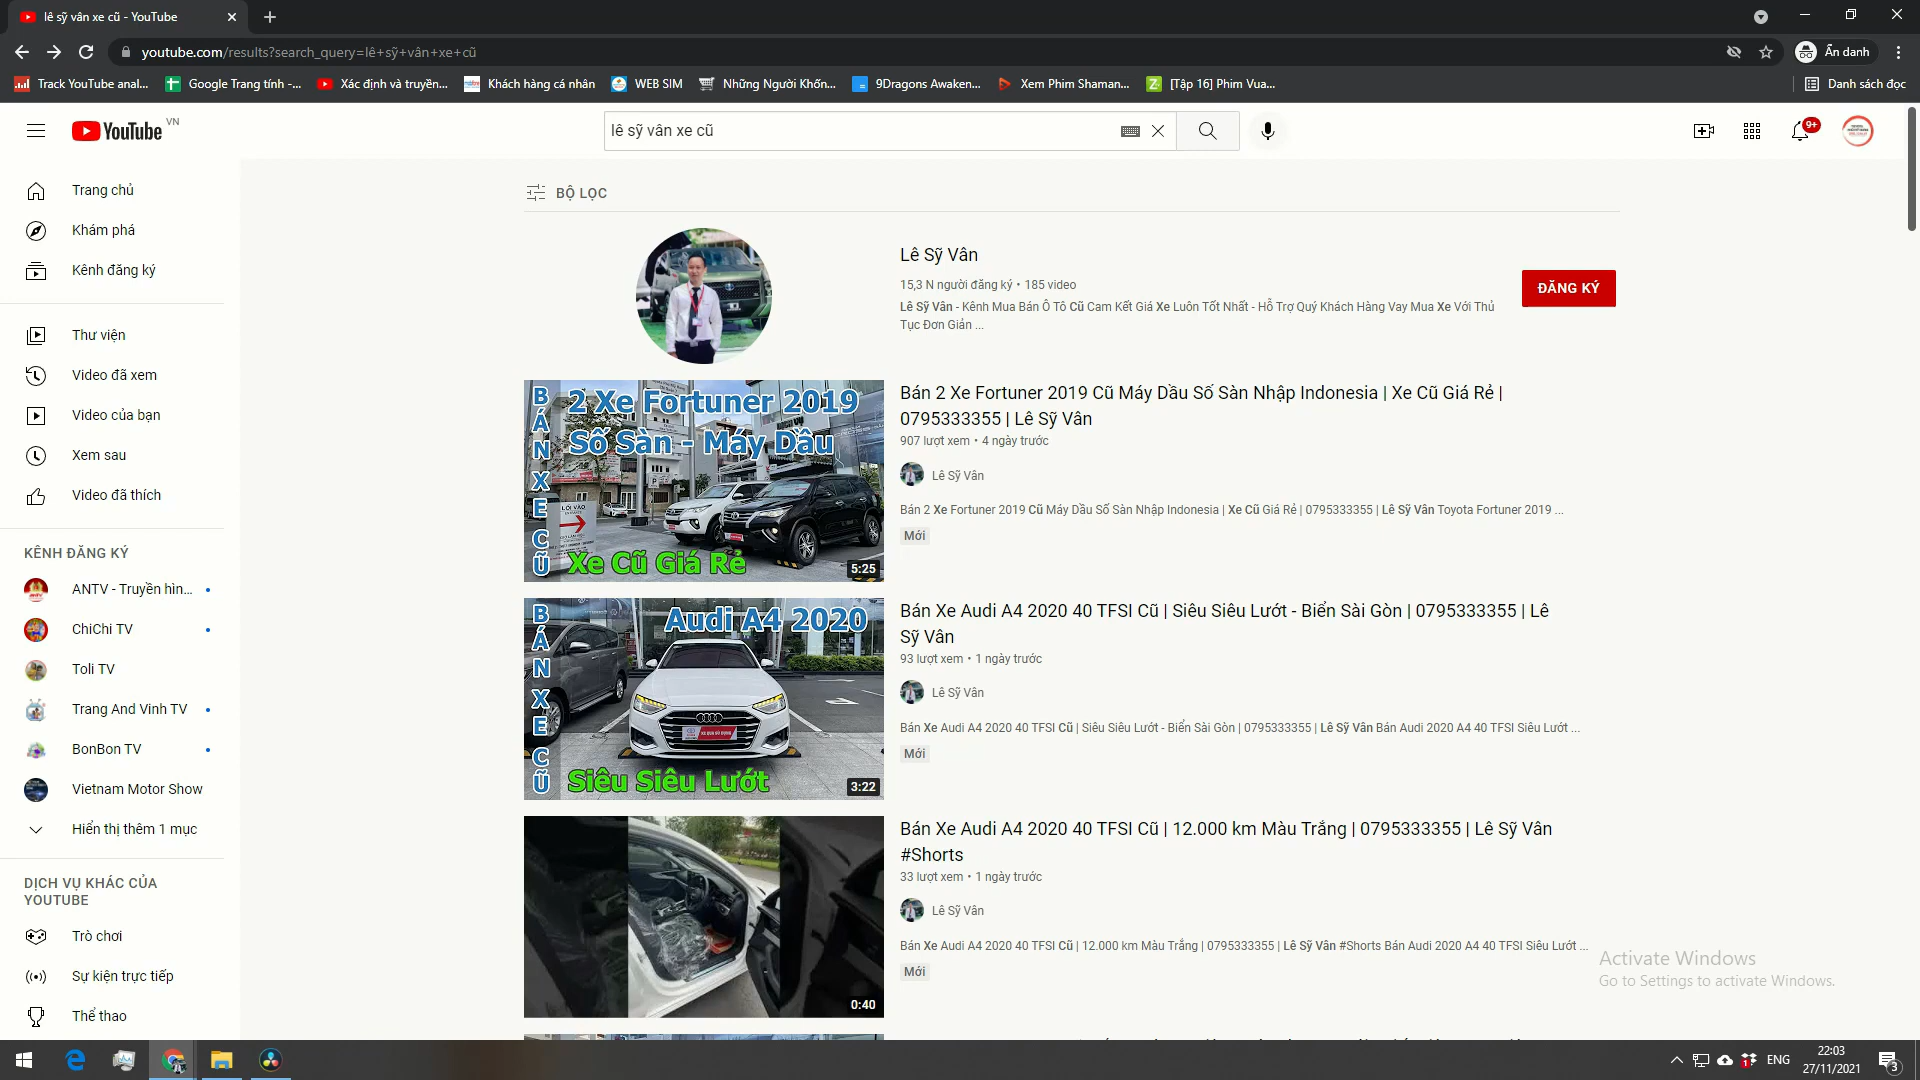 lê sỹ vân xe cũ - YouTube
youtube.com/results?search_query=lê+sỹ+vân+xe+cũ
Ẩn danh
Track YouTube anal...
Google Trang tính -...
Xác định và truyền...
Khách hàng cá nhân
WEB SIM
Những Người Khốn...
9Dragons Awaken...
Xem Phim Shaman...
[Tập 16] Phim Vua...
Danh sách đọc
YouTube VN
lê sỹ vân xe cũ
9+
Trang chủ
Khám phá
Kênh đăng ký
Thư viện
Video đã xem
Video của bạn
Xem sau
Video đã thích
KÊNH ĐĂNG KÝ
ANTV - Truyền hìn...
ChiChi TV
Toli TV
Trang And Vinh TV
BonBon TV
Vietnam Motor Show
Hiển thị thêm 1 mục
DỊCH VỤ KHÁC CỦA
YOUTUBE
Trò chơi
Sự kiện trực tiếp
Thể thao
BỘ LỌC
Lê Sỹ Vân
15,3 N người đăng ký • 185 video
Lê Sỹ Vân - Kênh Mua Bán Ô Tô Cũ Cam Kết Giá Xe Luôn Tốt Nhất - Hỗ Trợ Quý Khách Hàng Vay Mua Xe Với Thủ
Tục Đơn Giản ...
ĐĂNG KÝ
BÁN XE CŨ
2 Xe Fortuner 2019
Số Sàn - Máy Dầu
LỐI VÀO
Xe Cũ Giá Rẻ
5:25
Bán 2 Xe Fortuner 2019 Cũ Máy Dầu Số Sàn Nhập Indonesia | Xe Cũ Giá Rẻ |
0795333355 | Lê Sỹ Vân
907 lượt xem • 4 ngày trước
Lê Sỹ Vân
Bán 2 Xe Fortuner 2019 Cũ Máy Dầu Số Sàn Nhập Indonesia | Xe Cũ Giá Rẻ | 0795333355 | Lê Sỹ Vân Toyota Fortuner 2019 ...
Mới
BÁN XE CŨ
Audi A4 2020
XE QUA SỬ DỤNG
Siêu Siêu Lướt
3:22
Bán Xe Audi A4 2020 40 TFSI Cũ | Siêu Siêu Lướt - Biển Sài Gòn | 0795333355 | Lê
Sỹ Vân
93 lượt xem • 1 ngày trước
Lê Sỹ Vân
Bán Xe Audi A4 2020 40 TFSI Cũ | Siêu Siêu Lướt - Biển Sài Gòn | 0795333355 | Lê Sỹ Vân Bán Audi 2020 A4 40 TFSI Siêu Lướt ...
Mới
0:40
Bán Xe Audi A4 2020 40 TFSI Cũ | 12.000 km Màu Trắng | 0795333355 | Lê Sỹ Vân
#Shorts
33 lượt xem • 1 ngày trước
Lê Sỹ Vân
Bán Xe Audi A4 2020 40 TFSI Cũ | 12.000 km Màu Trắng | 0795333355 | Lê Sỹ Vân #Shorts Bán Audi 2020 A4 40 TFSI Siêu Lướt ...
Mới
Activate Windows
Go to Settings to activate Windows.
ENG
22:03
27/11/2021
3